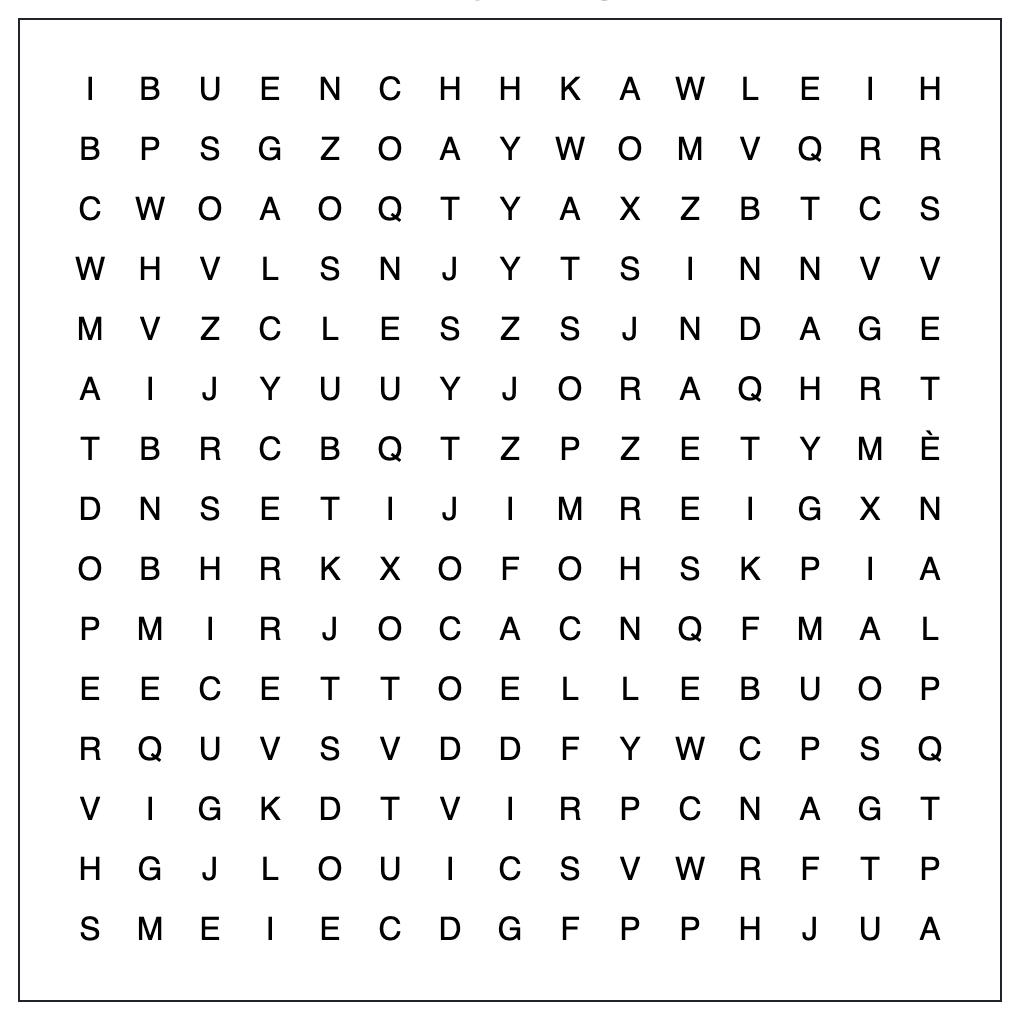 I B U E N C H H K A W L E I H
B P S G Z O A Y W O M V Q R R
C W O A O Q T Y A X Z B T C S
W H V L S N J Y T S I N N V V
M V Z C L E S Z S J N D A G E
A I J Y U U Y J O R A Q H R T
T B R C B Q T Z P Z E T Y M È
D N S E T I J I M R E I G X N
O B H R K X O F O H S K P I A
P M I R J O C A C N Q F M A L
E E C E T T O E L L E B U O P
R Q U V S V D D F Y W C P S Q
V I G K D T V I R P C N A G T
H G J L O U I C S V W R F T P
S M E I E C D G F P P H J U A